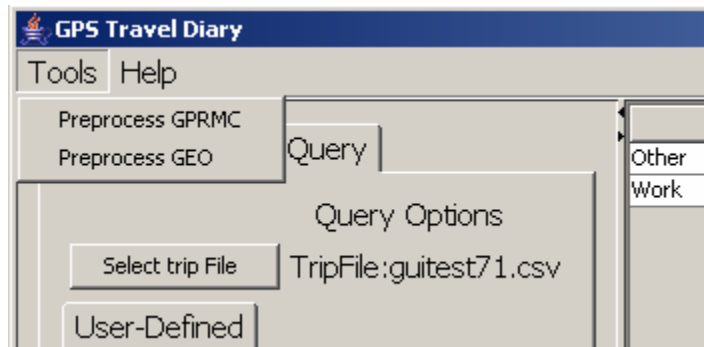 GPS Travel Diary
Tools Help
Preprocess GPRMC
Preprocess GEO
Query
Other
Work
Query Options
Select trip File TripFile:guitest71.csv
User-Defined